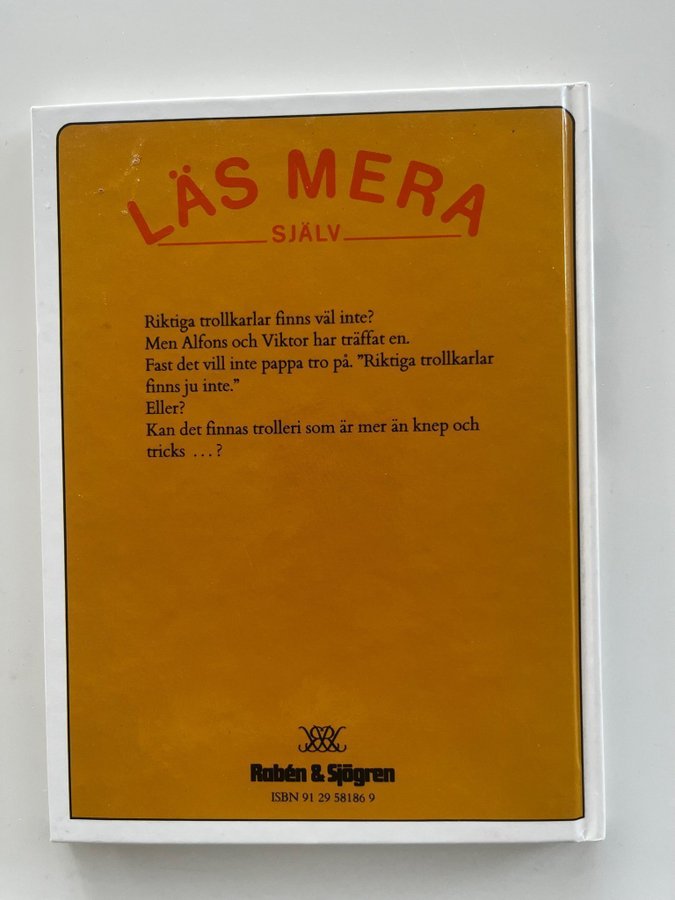 LÄS MERA
SJÄLV
Riktiga trollkarlar finns väl inte?
Men Alfons och Viktor har träffat en.
Fast det vill inte pappa tro på. ”Riktiga trollkarlar
finns ju inte.”
Eller?
Kan det finnas trolleri som är mer än knep och
tricks ...?
Rabén & Sjögren
ISBN 91 29 58186 9